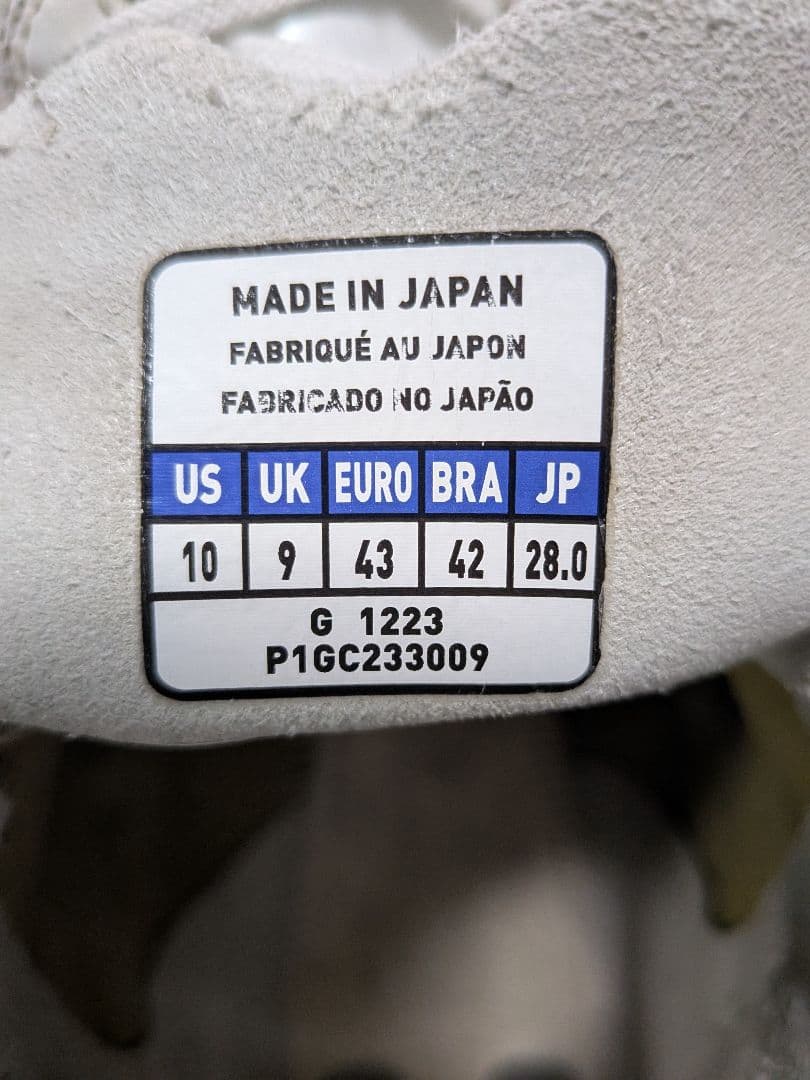 MADE IN JAPAN
FABRIQUÉ AU JAPON
FABRICADO NO JAPÃO
US UK EURO BRA JP
10 9 43 42 28.0
G 1223
P1GC233009